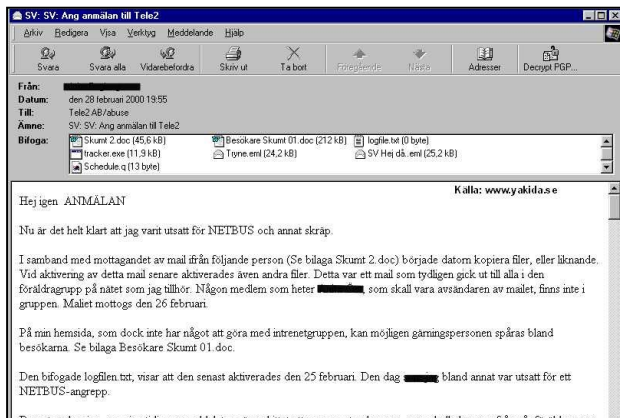 SV: SV: Ang anmälan till Tele2
Arkiv Redigera Visa Verktyg Meddelande Hjälp
Svara Svara alla Vidarebefordra Skriv ut Ta bort Föregående Nästa Adresser Decrypt PGP...
Från:
Datum: den 28 februari 2000 19:55
Till: Tele2 AB/abuse
Ämne: SV: SV: Ang anmälan till Tele2
Bifoga: Skumt 2.doc (45,6 kB) Besökare Skumt 01.doc (212 kB) logfile.txt (0 byte)
tracker.exe (11,9 kB) Tryne.eml (24,2 kB) SV Hej då..eml (25,2 kB)
Schedule.q (13 byte)
Källa: www.yakida.se
Hej igen ANMÄLAN
Nu är det helt klart att jag varit utsatt för NETBUS och annat skräp.
I samband med mottagandet av mail ifrån följande person (Se bilaga Skumt 2.doc) började datorn kopiera filer, eller liknande.
Vid aktivering av detta mail senare aktiverades även andra filer. Detta var ett mail som tydligen gick ut till alla i den
föräldragrupp på nätet som jag tillhör. Någon medlem som heter , som skall vara avsändaren av mailet, finns inte i
gruppen. Maliet mottogs den 26 februari.
På min hemsida, som dock inte har något att göra med intrenetgruppen, kan möjligen gärningspersonen spåras bland
besökarna. Se bilaga Besökare Skumt 01.doc.
Den bifogade logfilen.txt, visar att den senast aktiverades den 25 februari. Den dag bland annat var utsatt för ett
NETBUS-angrepp.